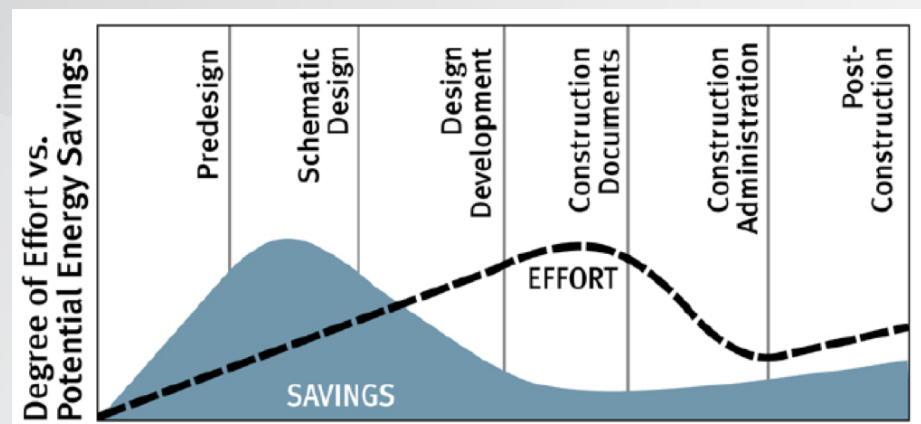 Degree of Effort vs.
Potential Energy Savings
Predesign
Schematic
Design
Design
Development
Construction
Documents
Construction
Administration
Post-
Construction
EFFORT
SAVINGS